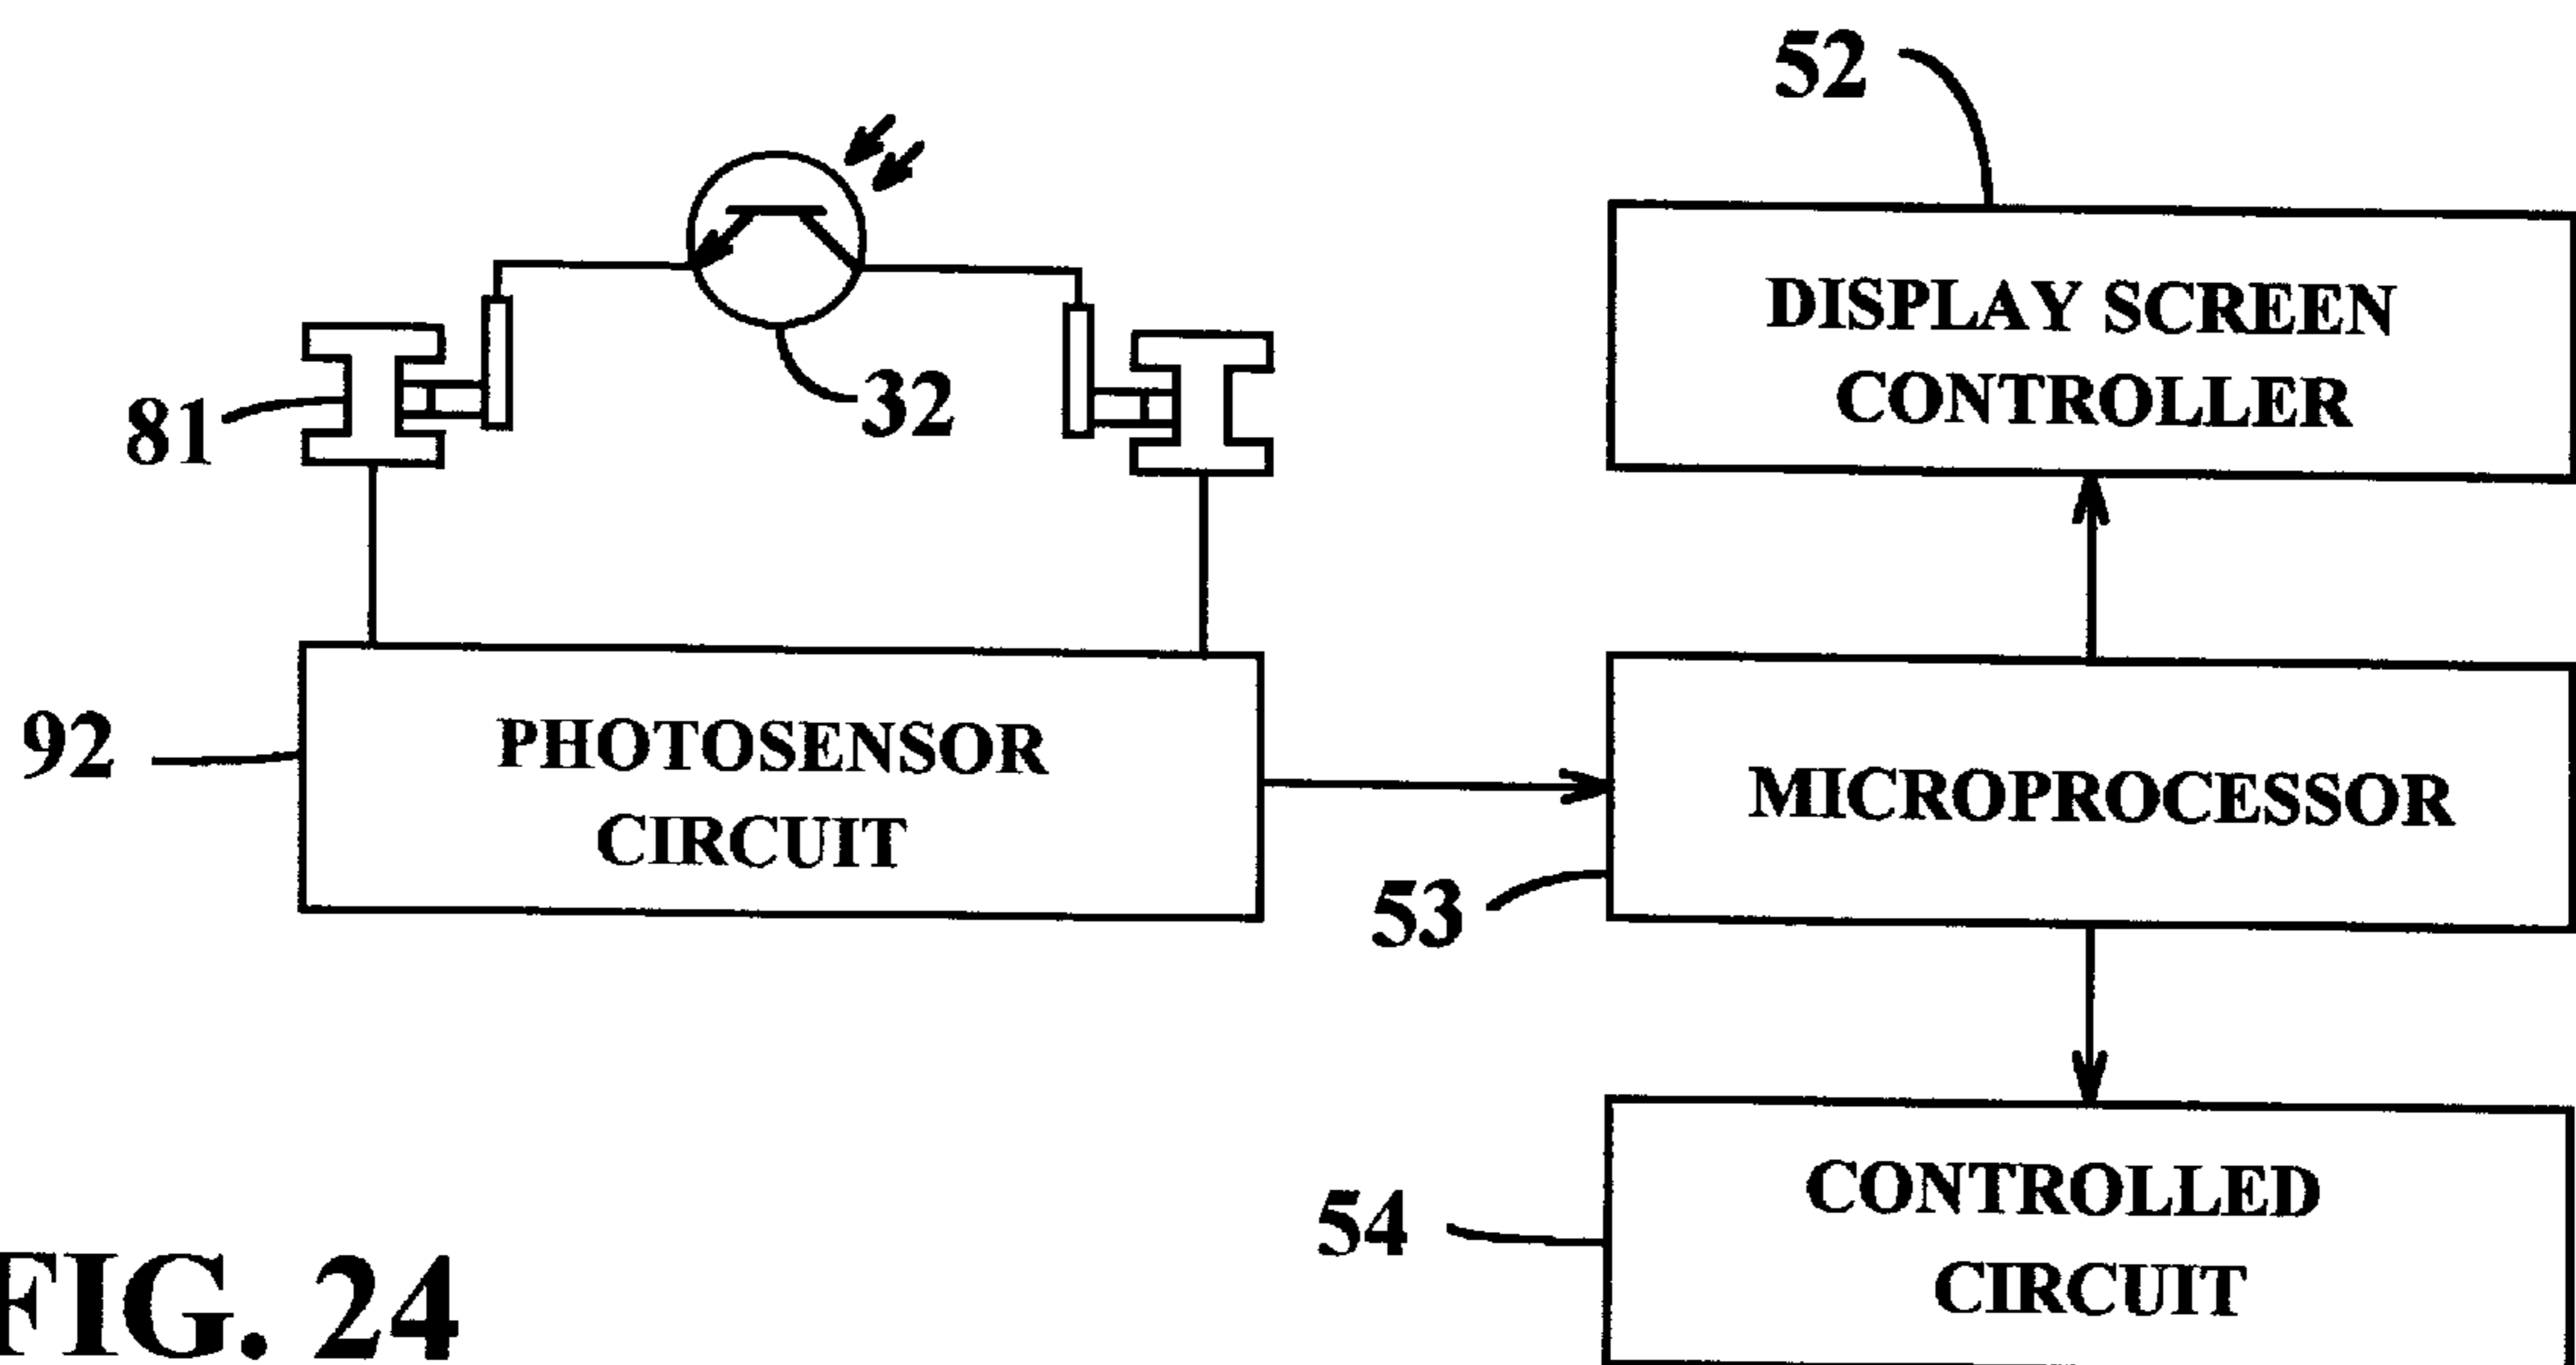 52
DISPLAY SCREEN
CONTROLLER
81
32
92
PHOTOSENSOR
CIRCUIT
MICROPROCESSOR
53
54
CONTROLLED
CIRCUIT
FIG. 24